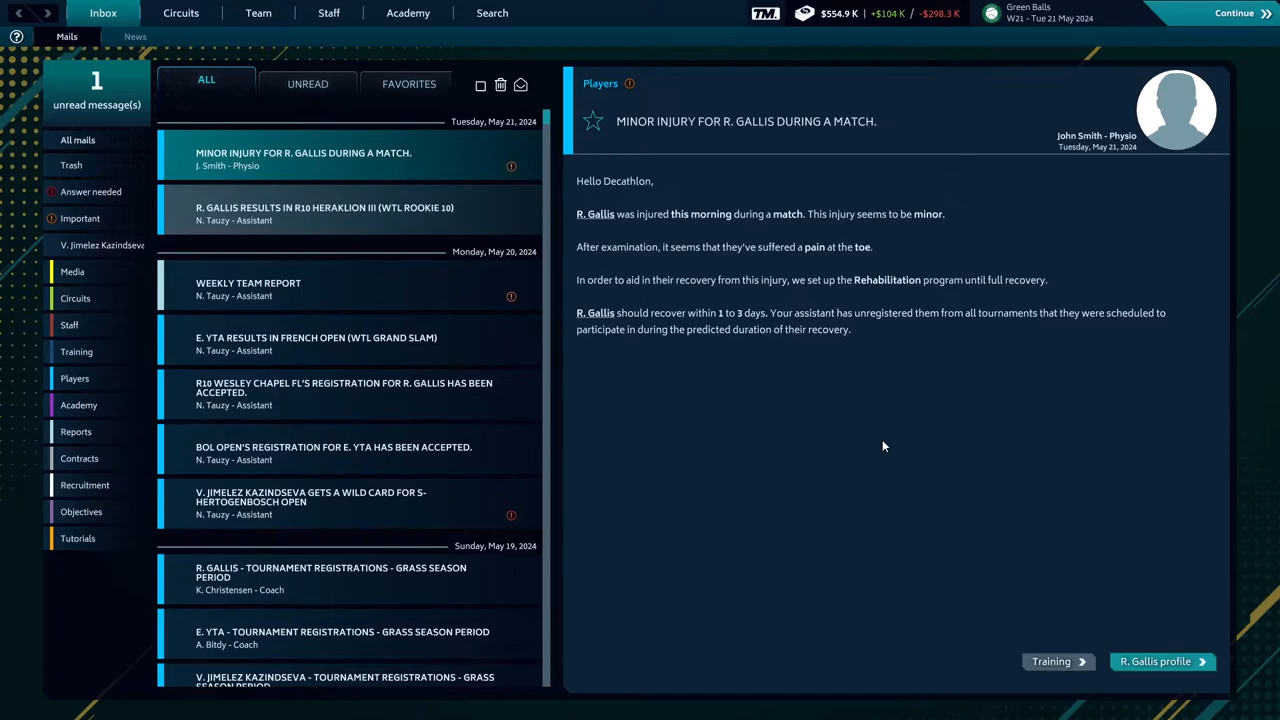 Inbox
Circuits
Team
Staff
Academy
Search
TM.
$554.9 K
+$104 K / -$298.3 K
Green Balls
W21 - Tue 21 May 2024
Continue
?
Mails
News
1
unread message(s)
All mails
Trash
Answer needed
Important
V. Jimelez Kazindseva
Media
Circuits
Staff
Training
Players
Academy
Reports
Contracts
Recruitment
Objectives
Tutorials
ALL
UNREAD
FAVORITES
Tuesday, May 21, 2024
MINOR INJURY FOR R. GALLIS DURING A MATCH.
J. Smith - Physio
R. GALLIS RESULTS IN R10 HERAKLION III (WTL ROOKIE 10)
N. Tauzy - Assistant
Monday, May 20, 2024
WEEKLY TEAM REPORT
N. Tauzy - Assistant
E. YTA RESULTS IN FRENCH OPEN (WTL GRAND SLAM)
N. Tauzy - Assistant
R10 WESLEY CHAPEL FL'S REGISTRATION FOR R. GALLIS HAS BEEN
ACCEPTED.
N. Tauzy - Assistant
BOL OPEN'S REGISTRATION FOR E. YTA HAS BEEN ACCEPTED.
N. Tauzy - Assistant
V. JIMELEZ KAZINDSEVA GETS A WILD CARD FOR S-
HERTOGENBOSCH OPEN
N. Tauzy - Assistant
Sunday, May 19, 2024
R. GALLIS - TOURNAMENT REGISTRATIONS - GRASS SEASON
PERIOD
K. Christensen - Coach
E. YTA - TOURNAMENT REGISTRATIONS - GRASS SEASON PERIOD
A. Bitdy - Coach
V. JIMELEZ KAZINDSEVA - TOURNAMENT REGISTRATIONS - GRASS
SEASON PERIOD
Players
MINOR INJURY FOR R. GALLIS DURING A MATCH.
John Smith - Physio
Tuesday, May 21, 2024
Hello Decathlon,
R. Gallis was injured this morning during a match. This injury seems to be minor.
After examination, it seems that they've suffered a pain at the toe.
In order to aid in their recovery from this injury, we set up the Rehabilitation program until full recovery.
R. Gallis should recover within 1 to 3 days. Your assistant has unregistered them from all tournaments that they were scheduled to
participate in during the predicted duration of their recovery.
Training
R. Gallis profile